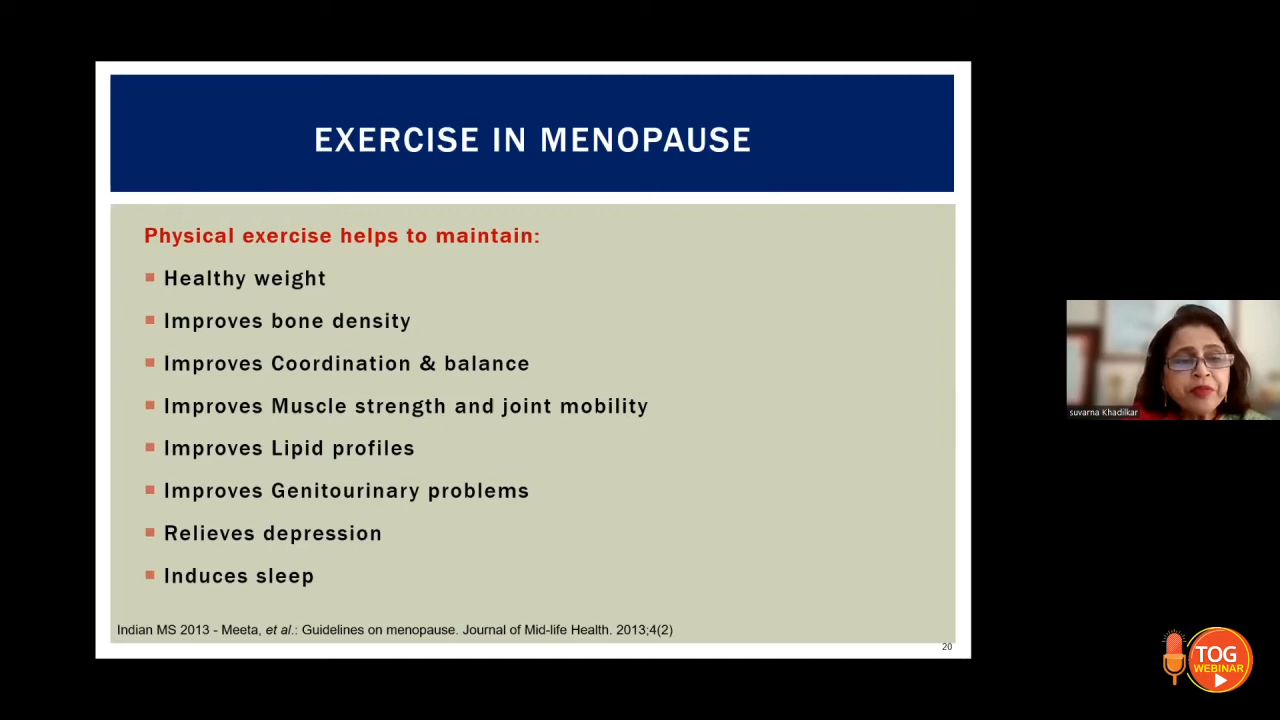 EXERCISE IN MENOPAUSE
Physical exercise helps to maintain:
Healthy weight
Improves bone density
Improves Coordination & balance
Improves Muscle strength and joint mobility
Improves Lipid profiles
Improves Genitourinary problems
Relieves depression
Induces sleep
Indian MS 2013 - Meeta, et al.: Guidelines on menopause. Journal of Mid-life Health. 2013;4(2)
20
suvarna Khadilkar
TOG
WEBINAR